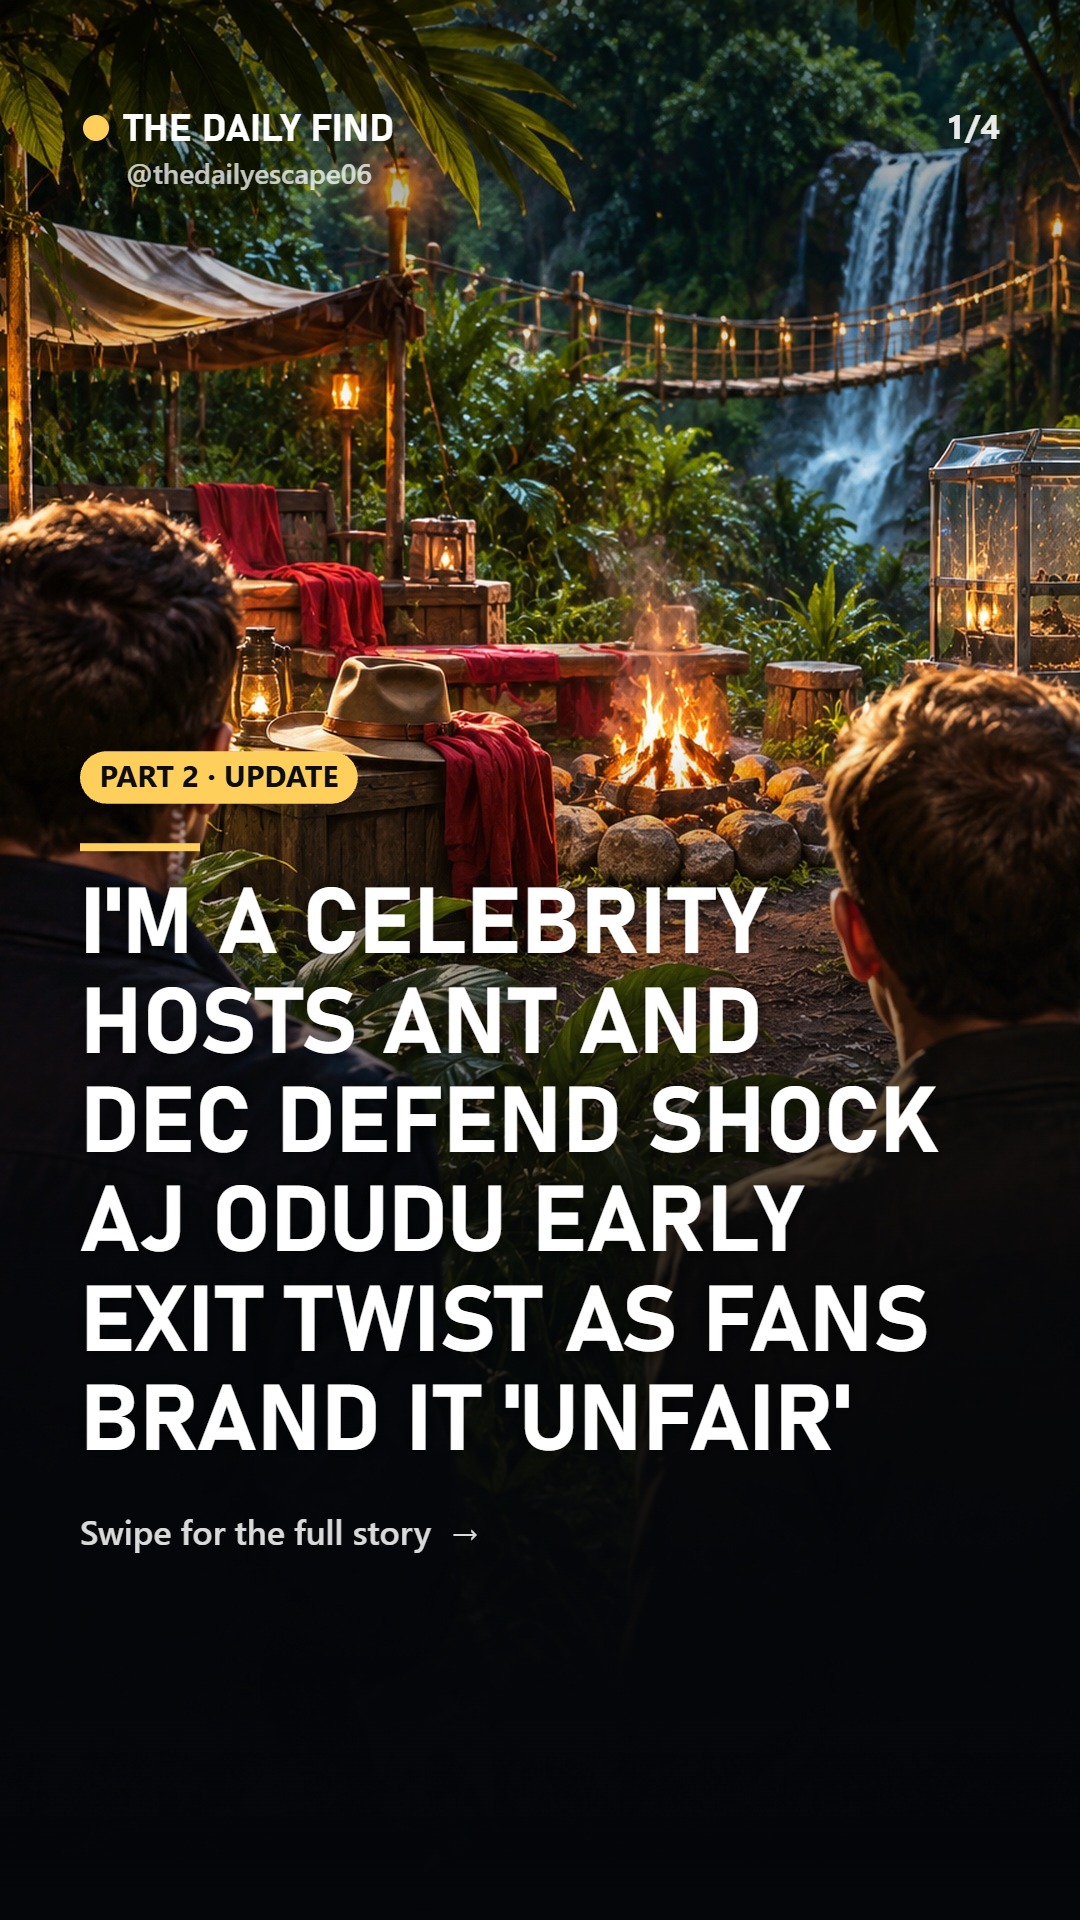 THE DAILY FIND
1/4
@thedailyescape06
PART 2 · UPDATE
I'M A CELEBRITY
HOSTS ANT AND
DEC DEFEND SHOCK
AJ ODUDU EARLY
EXIT TWIST AS FANS
BRAND IT 'UNFAIR'
Swipe for the full story →